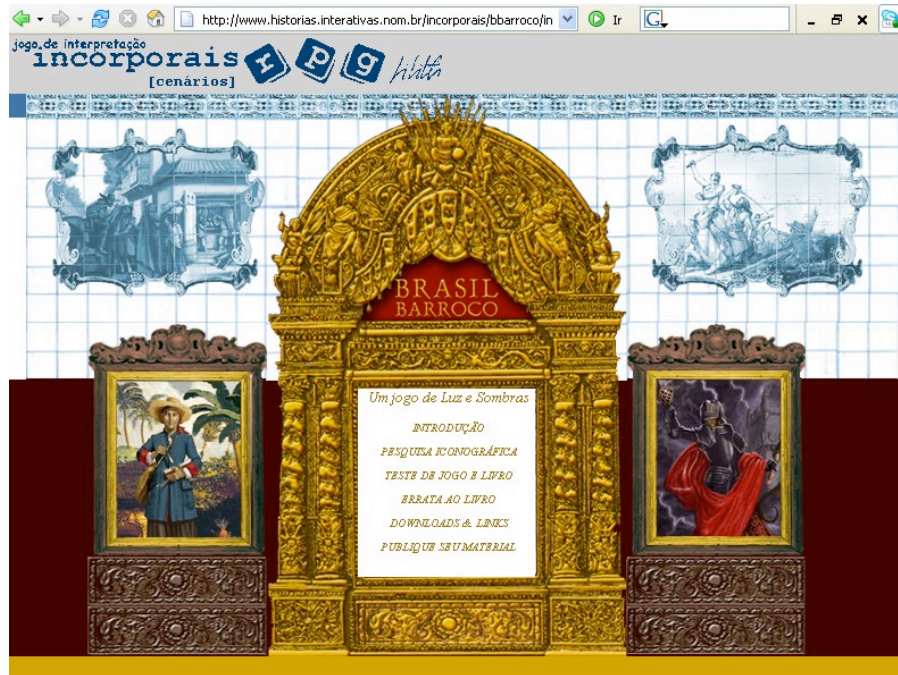 http://www.historias.interativas.nom.br/incorporais/bbarroco/in
Ir
G
jogo.de interpretação
incorporais
[cenários]
rpg
BRASIL
BARROCO
Um jogo de Luz e Sombras
INTRODUÇÃO
PESQUISA ICONOGRÁFICA
TESTE DE JOGO E LIVRO
ERRATA AO LIVRO
DOWNLOADS & LINKS
PUBLIQUE SEU MATERIAL